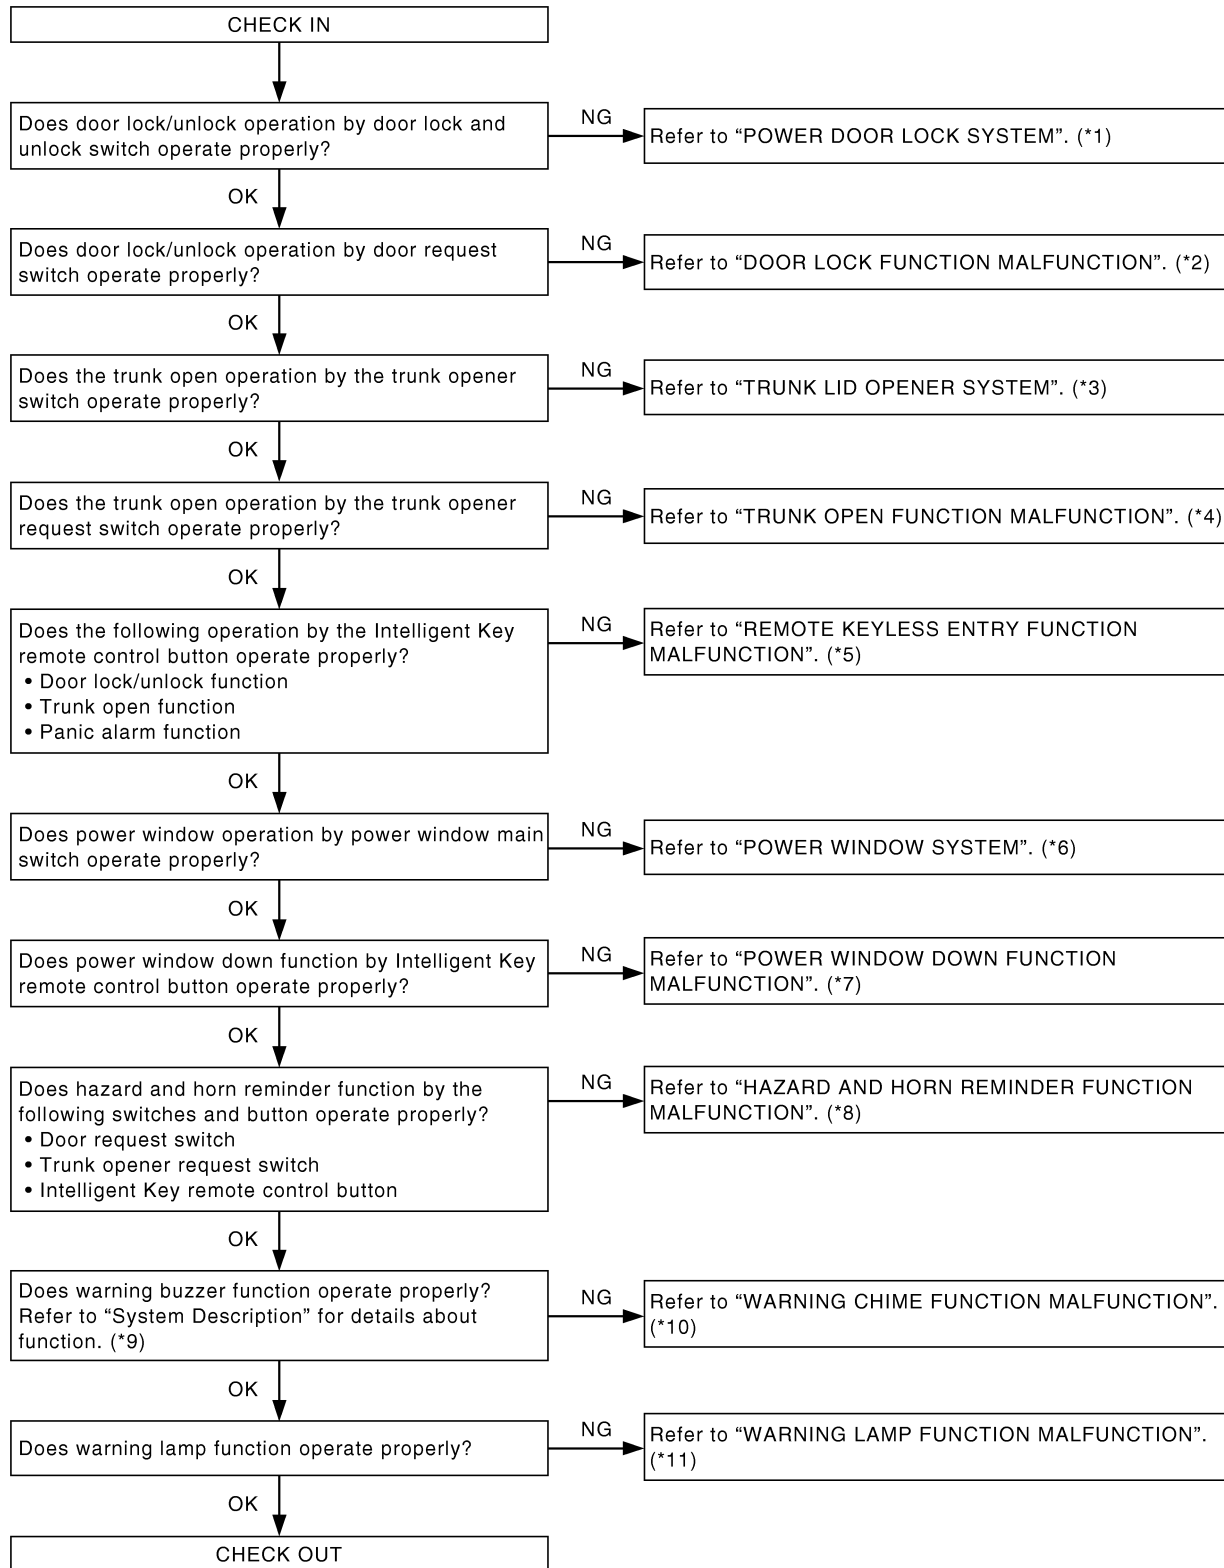 CHECK IN
Does door lock/unlock operation by door lock and
unlock switch operate properly?
NG
Refer to “POWER DOOR LOCK SYSTEM”. (*1)
OK
Does door lock/unlock operation by door request
switch operate properly?
NG
Refer to “DOOR LOCK FUNCTION MALFUNCTION”. (*2)
OK
Does the trunk open operation by the trunk opener
switch operate properly?
NG
Refer to “TRUNK LID OPENER SYSTEM”. (*3)
OK
Does the trunk open operation by the trunk opener
request switch operate properly?
NG
Refer to “TRUNK OPEN FUNCTION MALFUNCTION”. (*4)
OK
Does the following operation by the Intelligent Key
remote control button operate properly?
• Door lock/unlock function
• Trunk open function
• Panic alarm function
NG
Refer to “REMOTE KEYLESS ENTRY FUNCTION
MALFUNCTION”. (*5)
OK
Does power window operation by power window main
switch operate properly?
NG
Refer to “POWER WINDOW SYSTEM”. (*6)
OK
Does power window down function by Intelligent Key
remote control button operate properly?
NG
Refer to “POWER WINDOW DOWN FUNCTION
MALFUNCTION”. (*7)
OK
Does hazard and horn reminder function by the
following switches and button operate properly?
• Door request switch
• Trunk opener request switch
• Intelligent Key remote control button
NG
Refer to “HAZARD AND HORN REMINDER FUNCTION
MALFUNCTION”. (*8)
OK
Does warning buzzer function operate properly?
Refer to “System Description” for details about
function. (*9)
NG
Refer to “WARNING CHIME FUNCTION MALFUNCTION”.
(*10)
OK
Does warning lamp function operate properly?
NG
Refer to “WARNING LAMP FUNCTION MALFUNCTION”.
(*11)
OK
CHECK OUT